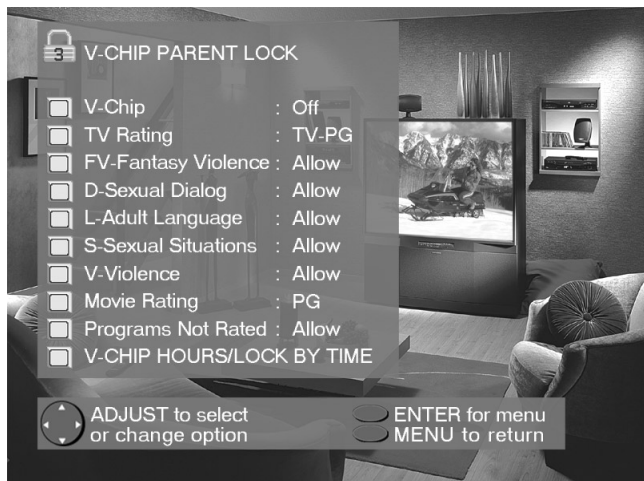 3 V-CHIP PARENT LOCK
V-Chip : Off
TV Rating : TV-PG
FV-Fantasy Violence : Allow
D-Sexual Dialog : Allow
L-Adult Language : Allow
S-Sexual Situations : Allow
V-Violence : Allow
Movie Rating : PG
Programs Not Rated : Allow
V-CHIP HOURS/LOCK BY TIME
ADJUST to select
or change option
ENTER for menu
MENU to return